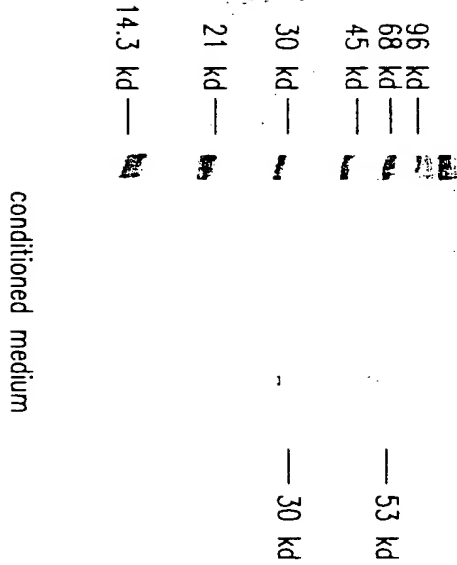 96 kd
68 kd
45 kd
30 kd
21 kd
14.3 kd
53 kd
30 kd
conditioned medium